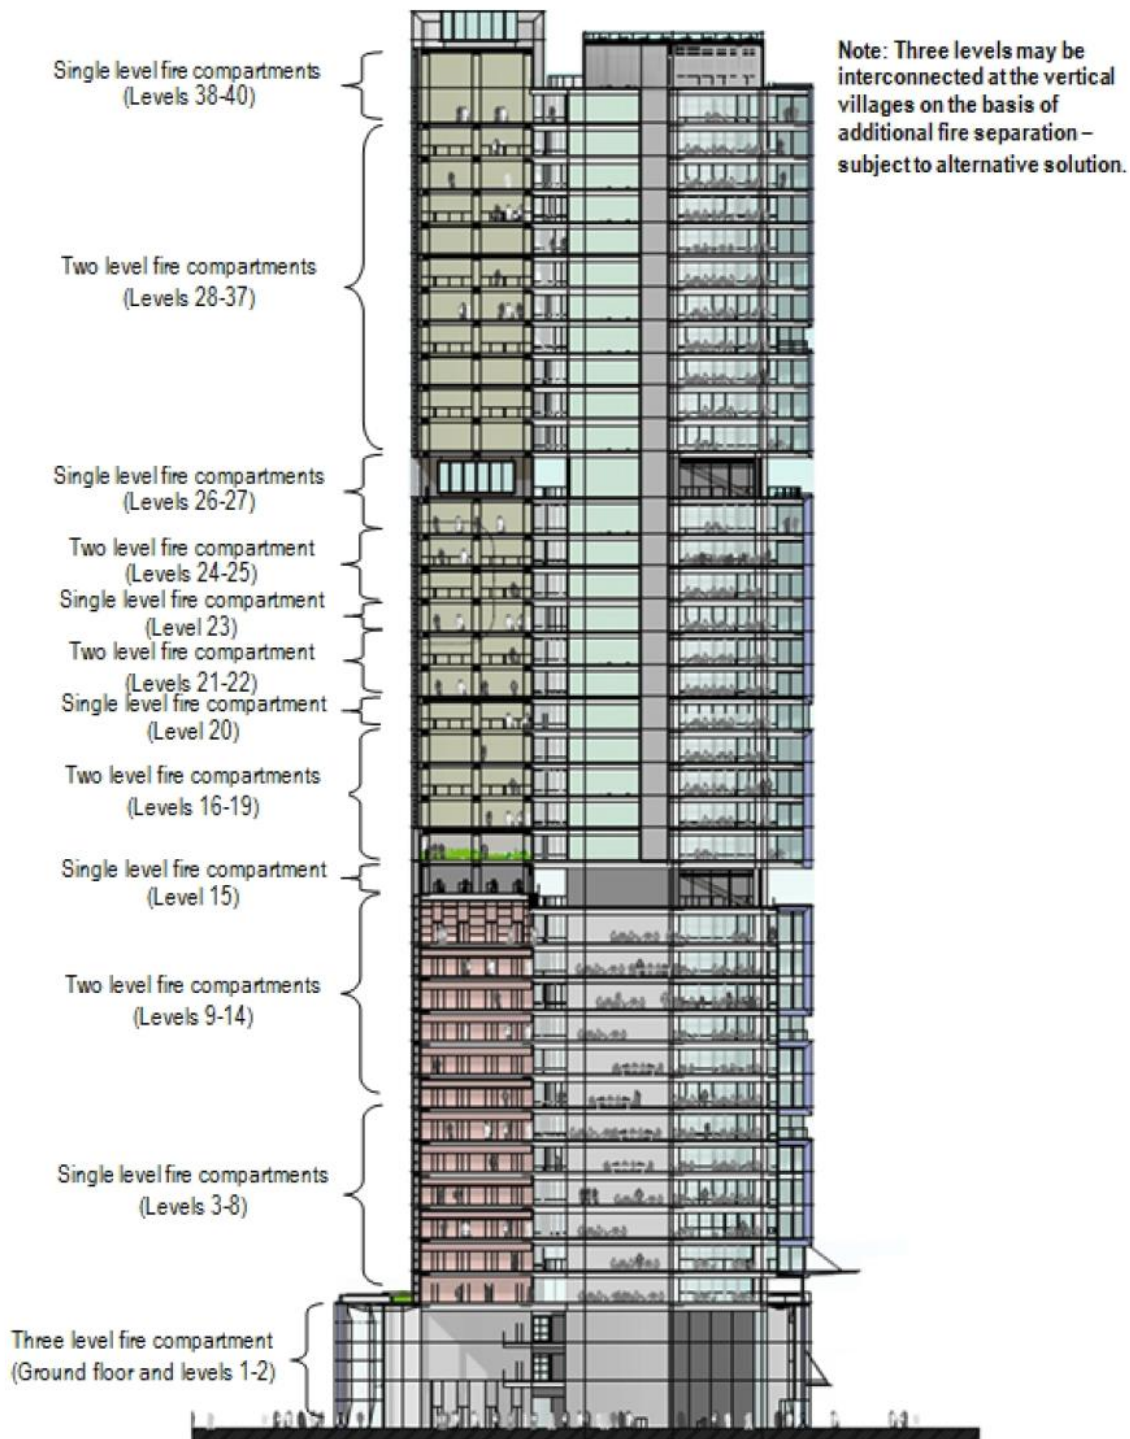 Single level fire compartments
(Levels 38-40)
Note: Three levels may be
interconnected at the vertical
villages on the basis of
additional fire separation –
subject to alternative solution.
Two level fire compartments
(Levels 28-37)
Single level fire compartments
(Levels 26-27)
Two level fire compartment
(Levels 24-25)
Single level fire compartment
(Level 23)
Two level fire compartment
(Levels 21-22)
Single level fire compartment
(Level 20)
Two level fire compartments
(Levels 16-19)
Single level fire compartment
(Level 15)
Two level fire compartments
(Levels 9-14)
Single level fire compartments
(Levels 3-8)
Three level fire compartment
(Ground floor and levels 1-2)